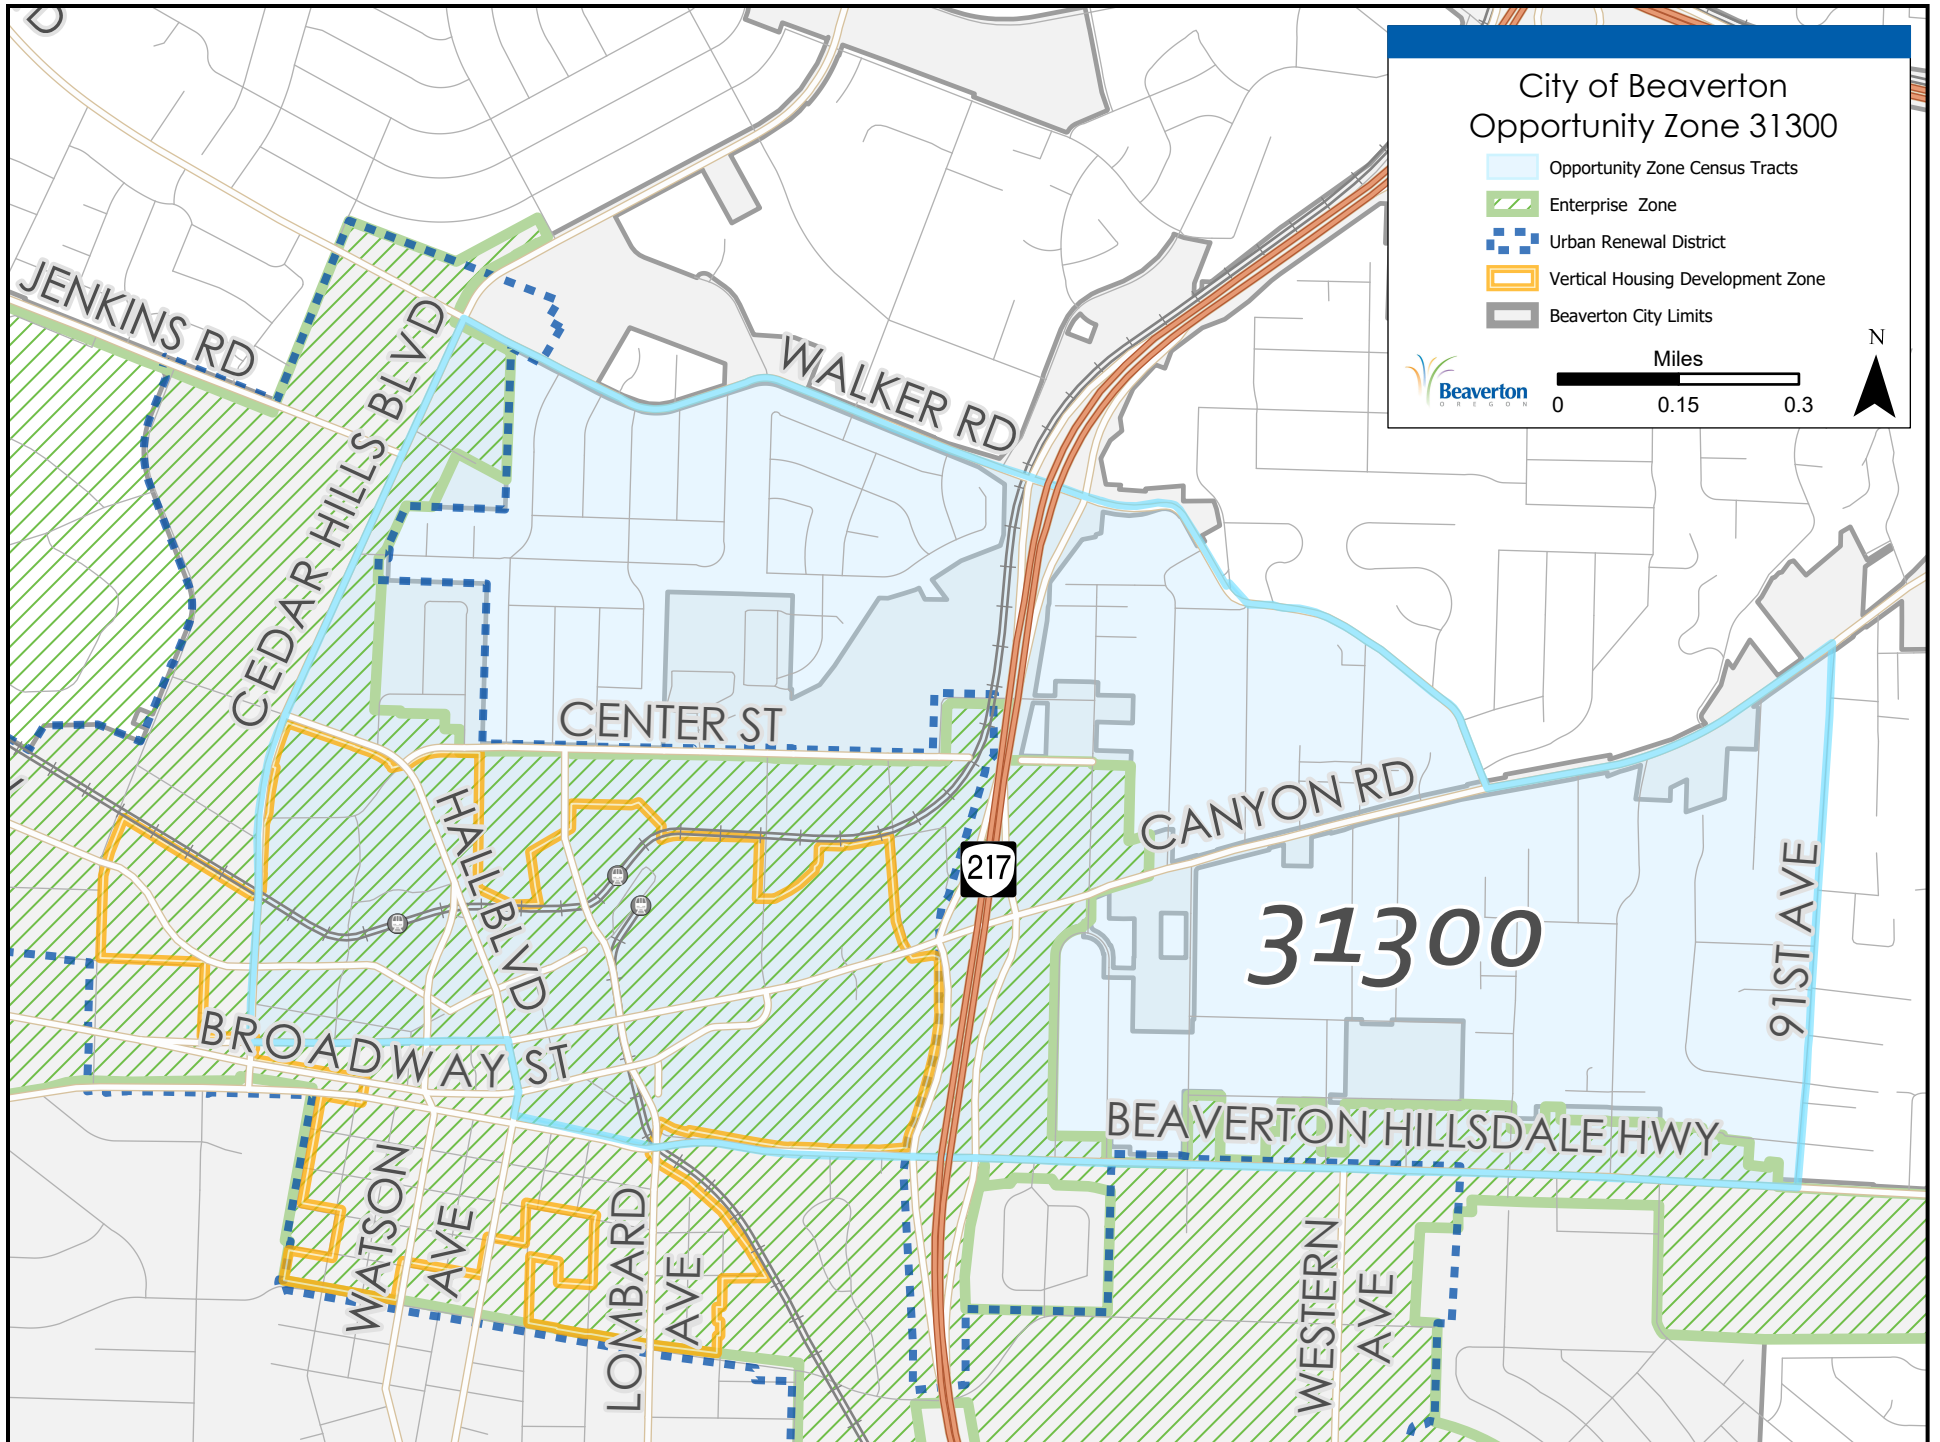 D
City of Beaverton
Opportunity Zone 31300
Opportunity Zone Census Tracts
Enterprise Zone
Urban Renewal District
Vertical Housing Development Zone
Beaverton City Limits
N
Miles
0 0.15 0.3
Beaverton
OREGON
JENKINS RD
CEDAR HILLS BLVD
WALKER RD
CENTER ST
HALL BLVD
CANYON RD
217
31300
91ST AVE
BROADWAY ST
BEAVERTON HILLSDALE HWY
WATSON
AVE
LOMBARD
AVE
WESTERN
AVE